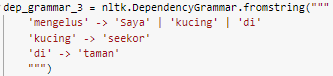 dep_grammar_3 = nltk.DependencyGrammar.fromstring("""
'mengelus' -> 'Saya' | 'kucing' | 'di'
'kucing' -> 'seekor'
'di' -> 'taman'
""")